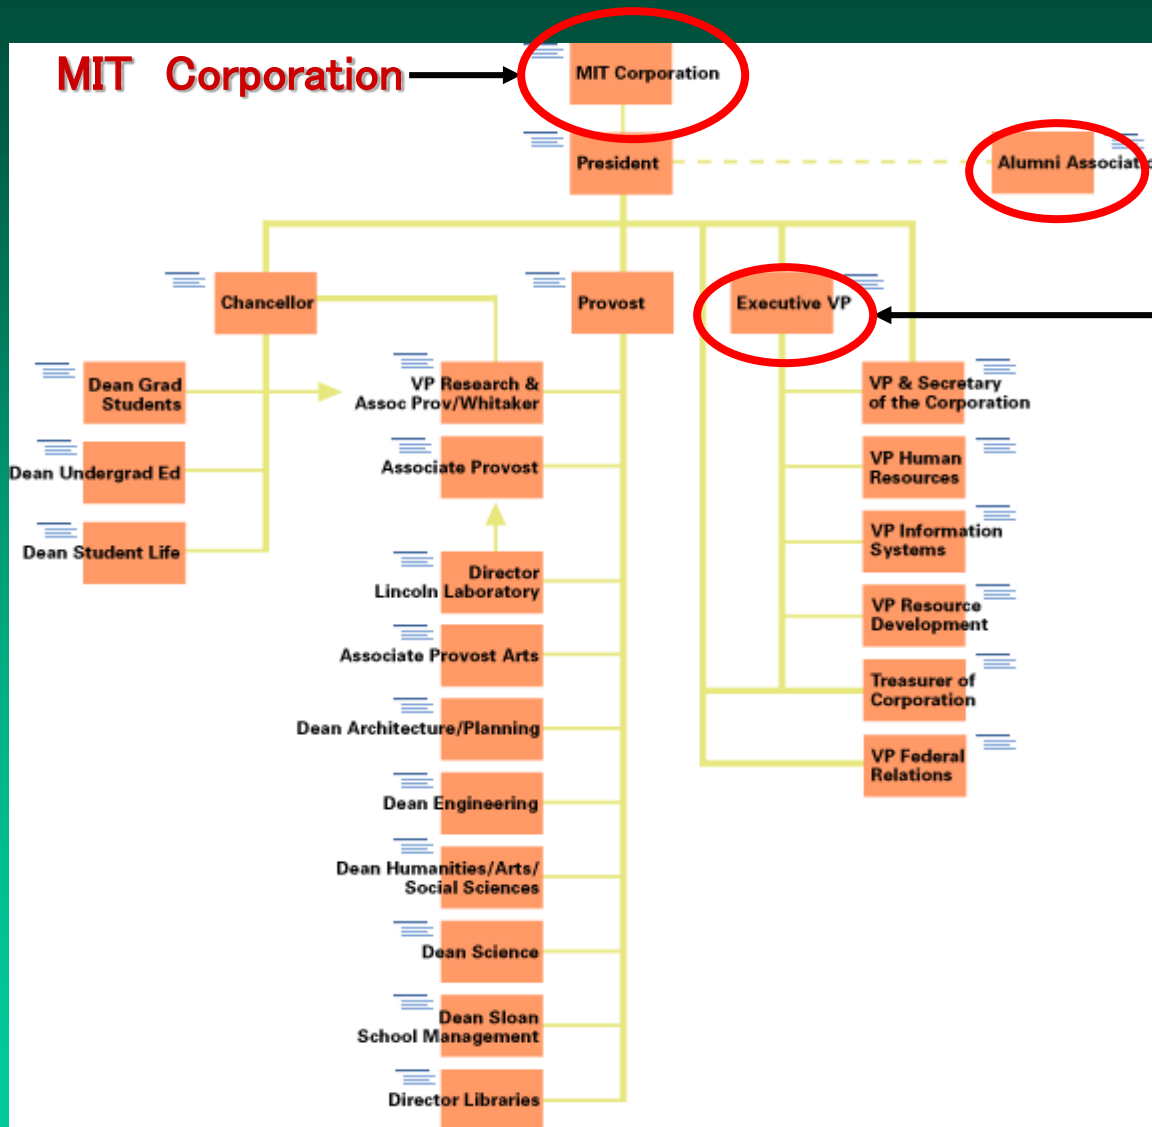 MIT Corporation
MIT Corporation
President
Alumni Associatio
Chancellor
Provost
Executive VP
Dean Grad
Students
VP Research &
Assoc Prov/Whitaker
VP & Secretary
of the Corporation
Dean Undergrad Ed
Associate Provost
VP Human
Resources
Dean Student Life
VP Information
Systems
Director
Lincoln Laboratory
VP Resource
Development
Associate Provost Arts
Treasurer of
Corporation
Dean Architecture/Planning
VP Federal
Relations
Dean Engineering
Dean Humanities/Arts/
Social Sciences
Dean Science
Dean Sloan
School Management
Director Libraries